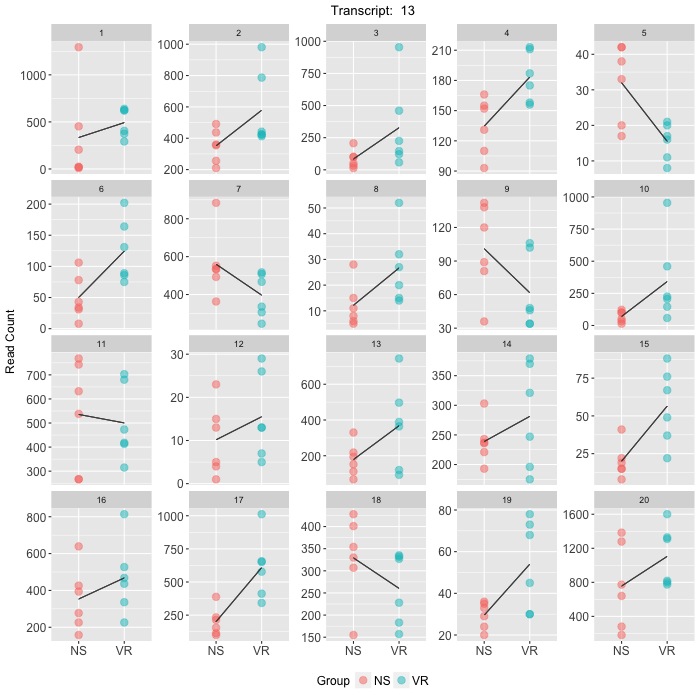 Transcript: 13
1 2 3 4 5
1000 500 0
1000 800 600 400 200
1000 750 500 250 0
210 180 150 120 90
40 30 20 10
6 7 8 9 10
200 150 100 50 0
800 600 400
50 40 30 20 10
120 90 60 30
1000 750 500 250 0
Read Count
11 12 13 14 15
700 600 500 400 300
30 20 10 0
600 400 200
350 300 250 200
75 50 25
16 17 18 19 20
800 600 400 200
1000 750 500 250
400 350 300 250 200 150
80 60 40 20
1600 1200 800 400
NS VR NS VR NS VR NS VR NS VR
Group NS VR